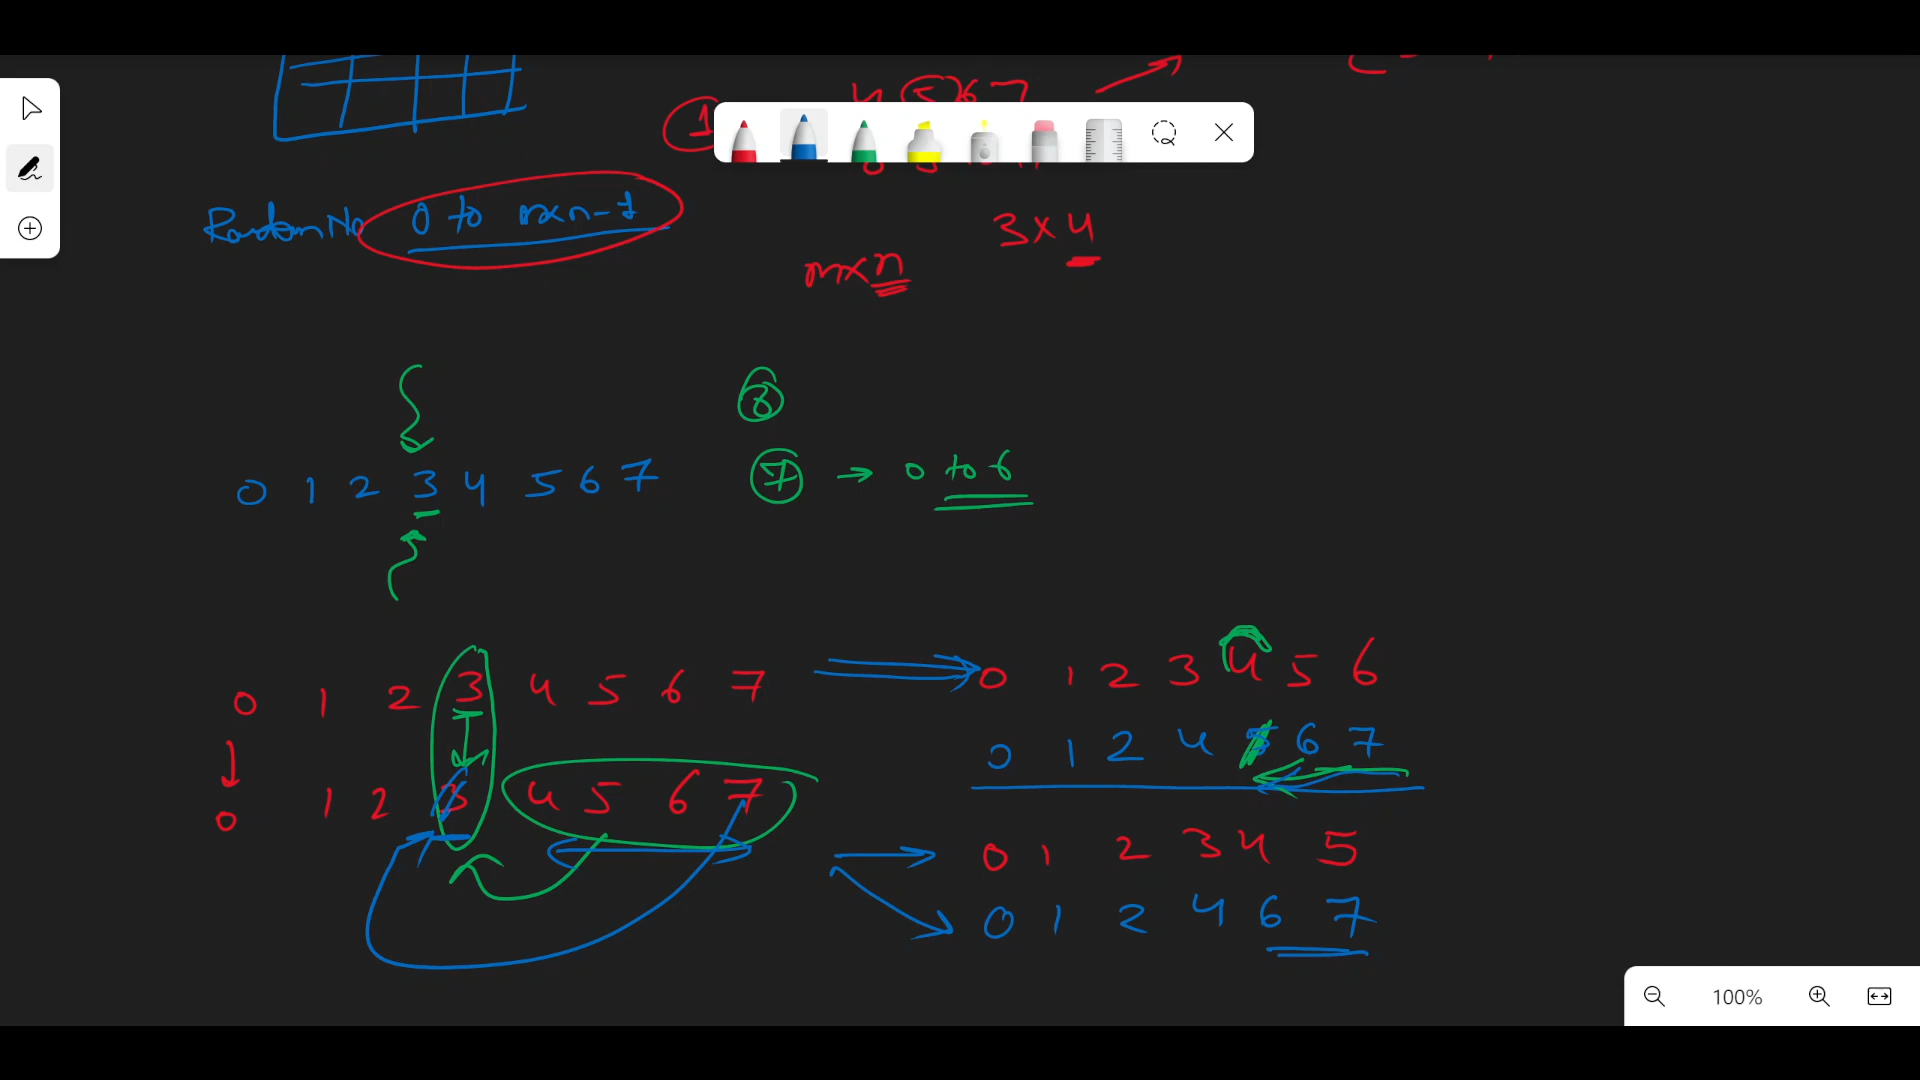 4 5 6 7
1
Random No 0 to mxn-1
3 x 4
m x n
8
0 1 2 3 4 5 6 7
7 → 0 to 6
0 1 2 3 4 5 6 7
0 1 2 3 4 5 6
0 1 2 4 5 6 7
0 1 2 3 4 5 6 7
0 1 2 3 4 5
0 1 2 4 6 7
100%